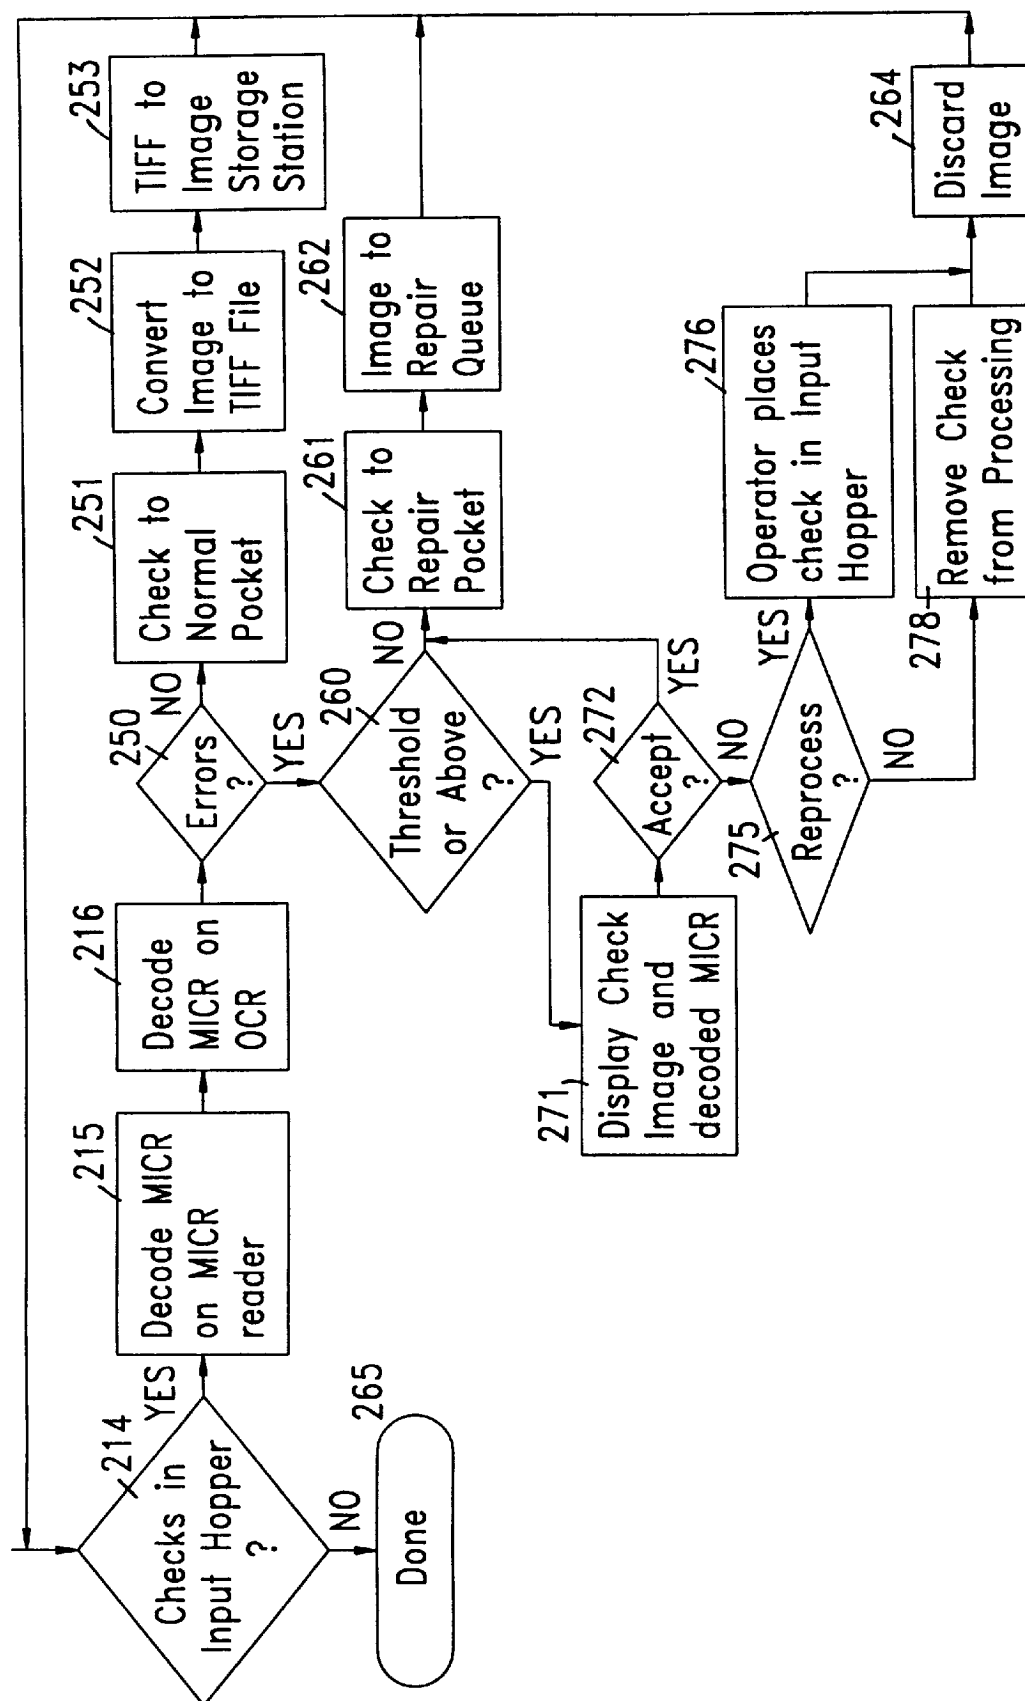 214
Checks in
Input Hopper
?
YES
NO
265
Done
215
Decode MICR
on MICR
reader
216
Decode
MICR on
OCR
250
Errors
?
NO
YES
251
Check to
Normal
Pocket
252
Convert
Image to
TIFF File
253
TIFF to
Image
Storage
Station
260
Threshold
or Above
?
NO
YES
261
Check to
Repair
Pocket
262
Image to
Repair
Queue
271
Display Check
Image and
decoded MICR
272
Accept
?
YES
NO
275
Reprocess
?
YES
NO
276
Operator places
check in Input
Hopper
278
Remove Check
from Processing
264
Discard
Image